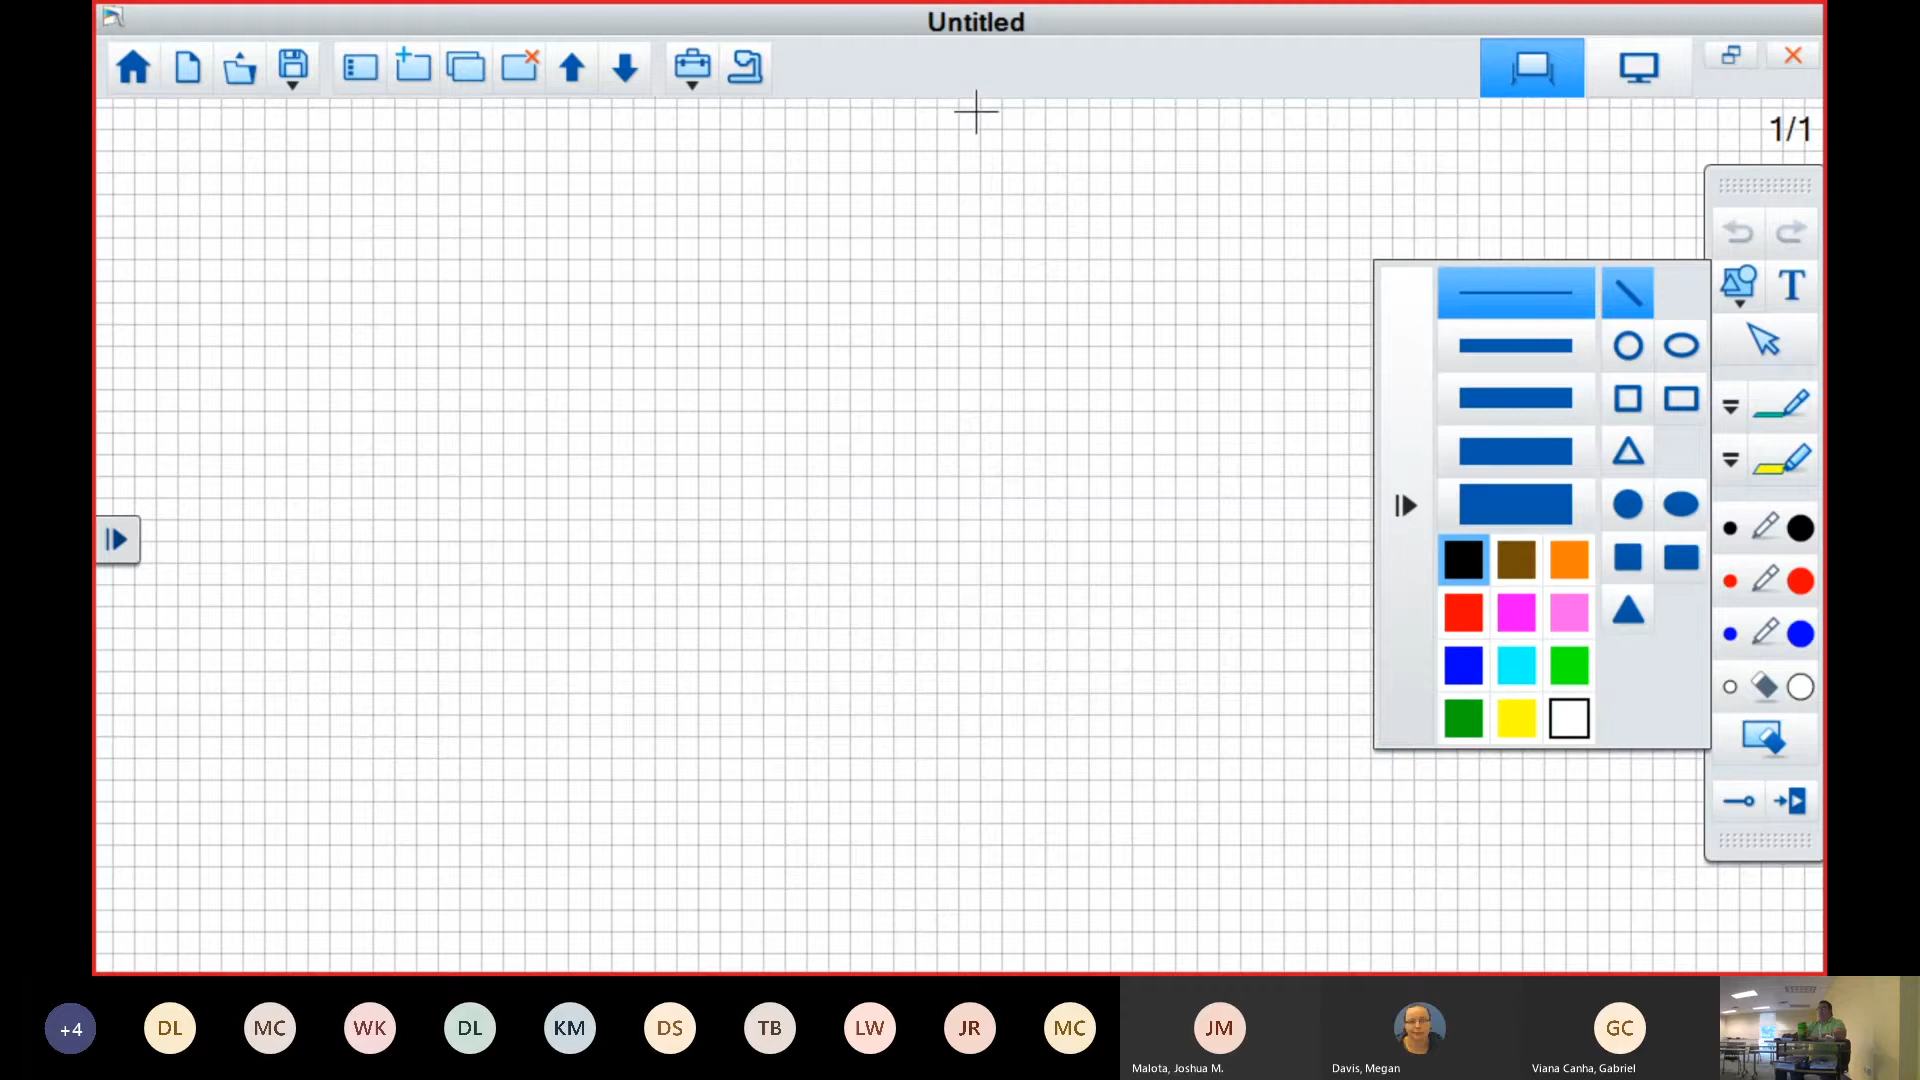 Untitled
1/1
T
+4
DL
MC
WK
DL
KM
DS
TB
LW
JR
MC
JM
GC
Malota, Joshua M.
Davis, Megan
Viana Canha, Gabriel